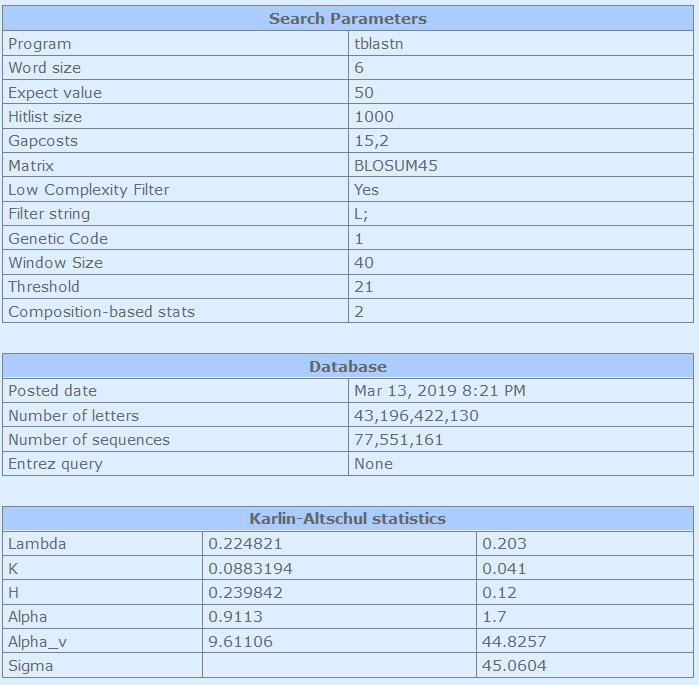 Search Parameters
Program tblastn
Word size 6
Expect value 50
Hitlist size 1000
Gapcosts 15,2
Matrix BLOSUM45
Low Complexity Filter Yes
Filter string L;
Genetic Code 1
Window Size 40
Threshold 21
Composition-based stats 2
Database
Posted date Mar 13, 2019 8:21 PM
Number of letters 43,196,422,130
Number of sequences 77,551,161
Entrez query None
Karlin-Altschul statistics
Lambda 0.224821 0.203
K 0.0883194 0.041
H 0.239842 0.12
Alpha 0.9113 1.7
Alpha_v 9.61106 44.8257
Sigma 45.0604